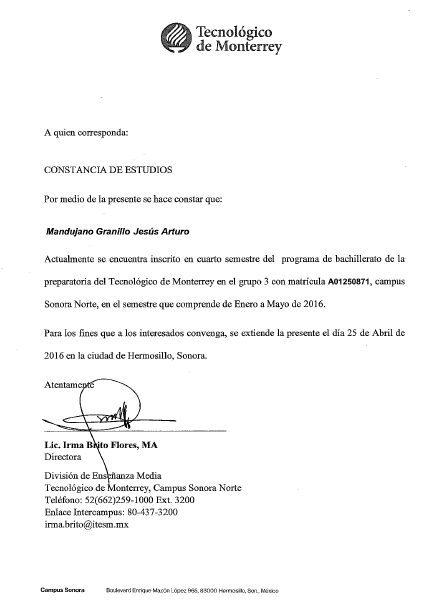 Tecnológico
de Monterrey
A quien corresponda:
CONSTANCIA DE ESTUDIOS
Por medio de la presente se hace constar que:
Mandujano Granillo Jesús Arturo
Actualmente se encuentra inscrito en cuarto semestre del programa de bachillerato de la
preparatoria del Tecnológico de Monterrey en el grupo 3 con matrícula A01250871, campus
Sonora Norte, en el semestre que comprende de Enero a Mayo de 2016.
Para los fines que a los interesados convenga, se extiende la presente el día 25 de Abril de
2016 en la ciudad de Hermosillo, Sonora.
Atentamente
Lic. Irma Brito Flores, MA
Directora
División de Enseñanza Media
Tecnológico de Monterrey, Campus Sonora Norte
Teléfono: 52(662)259-1000 Ext. 3200
Enlace Intercampus: 80-437-3200
irma.brito@itesm.mx
Campus Sonora Boulevard Enrique Mazón López 965, 83000 Hermosillo, Son., México